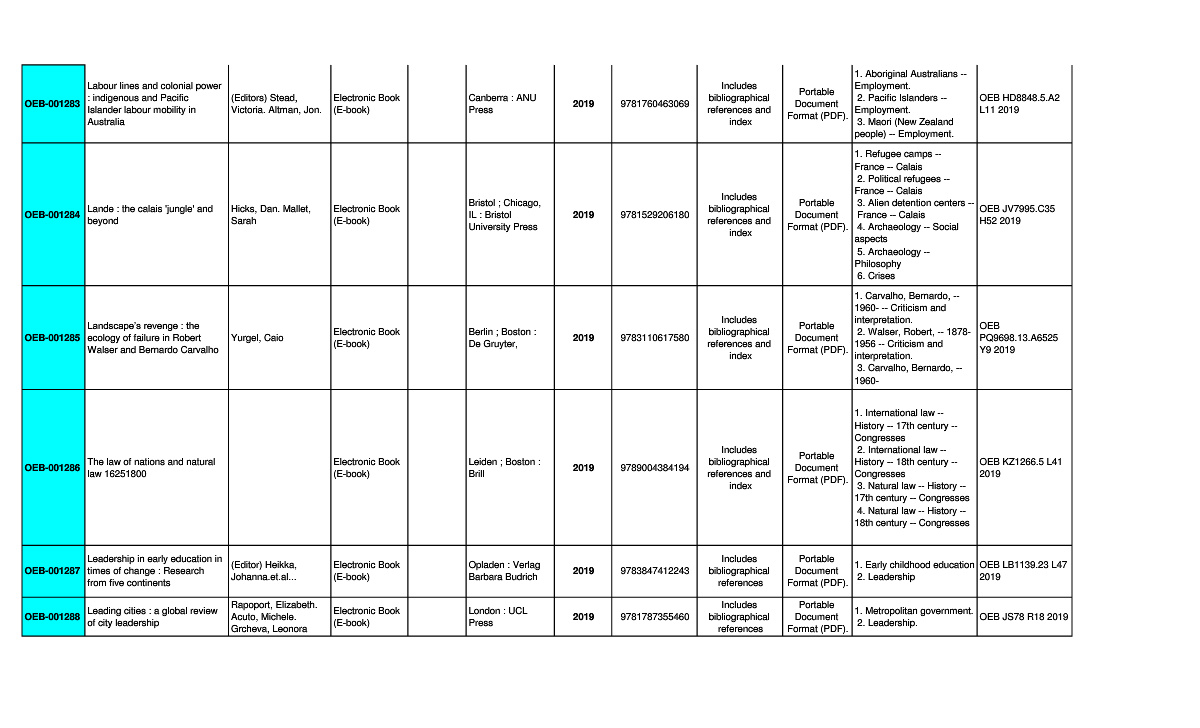 OEB-001283
Labour lines and colonial power
: indigenous and Pacific
Islander labour mobility in
Australia
(Editors) Stead,
Victoria. Altman, Jon.
Electronic Book
(E-book)
Canberra : ANU
Press
2019
9781760463069
Includes
bibliographical
references and
index
Portable
Document
Format (PDF).
1. Aboriginal Australians --
Employment.
2. Pacific Islanders --
Employment.
3. Maori (New Zealand
people) -- Employment.
OEB HD8848.5.A2
L11 2019
OEB-001284
Lande : the calais 'jungle' and
beyond
Hicks, Dan. Mallet,
Sarah
Electronic Book
(E-book)
Bristol ; Chicago,
IL : Bristol
University Press
2019
9781529206180
Includes
bibliographical
references and
index
Portable
Document
Format (PDF).
1. Refugee camps --
France -- Calais
2. Political refugees --
France -- Calais
3. Alien detention centers --
France -- Calais
4. Archaeology -- Social
aspects
5. Archaeology --
Philosophy
6. Crises
OEB JV7995.C35
H52 2019
OEB-001285
Landscape's revenge : the
ecology of failure in Robert
Walser and Bernardo Carvalho
Yurgel, Caio
Electronic Book
(E-book)
Berlin ; Boston :
De Gruyter,
2019
9783110617580
Includes
bibliographical
references and
index
Portable
Document
Format (PDF).
1. Carvalho, Bernardo, --
1960- -- Criticism and
interpretation.
2. Walser, Robert, -- 1878-
1956 -- Criticism and
interpretation.
3. Carvalho, Bernardo, --
1960-
OEB
PQ9698.13.A6525
Y9 2019
OEB-001286
The law of nations and natural
law 16251800
Electronic Book
(E-book)
Leiden ; Boston :
Brill
2019
9789004384194
Includes
bibliographical
references and
index
Portable
Document
Format (PDF).
1. International law --
History -- 17th century --
Congresses
2. International law --
History -- 18th century --
Congresses
3. Natural law -- History --
17th century -- Congresses
4. Natural law -- History --
18th century -- Congresses
OEB KZ1266.5 L41
2019
OEB-001287
Leadership in early education in
times of change : Research
from five continents
(Editor) Heikka,
Johanna.et.al...
Electronic Book
(E-book)
Opladen : Verlag
Barbara Budrich
2019
9783847412243
Includes
bibliographical
references
Portable
Document
Format (PDF).
1. Early childhood education
2. Leadership
OEB LB1139.23 L47
2019
OEB-001288
Leading cities : a global review
of city leadership
Rapoport, Elizabeth.
Acuto, Michele.
Grcheva, Leonora
Electronic Book
(E-book)
London : UCL
Press
2019
9781787355460
Includes
bibliographical
references
Portable
Document
Format (PDF).
1. Metropolitan government.
2. Leadership.
OEB JS78 R18 2019